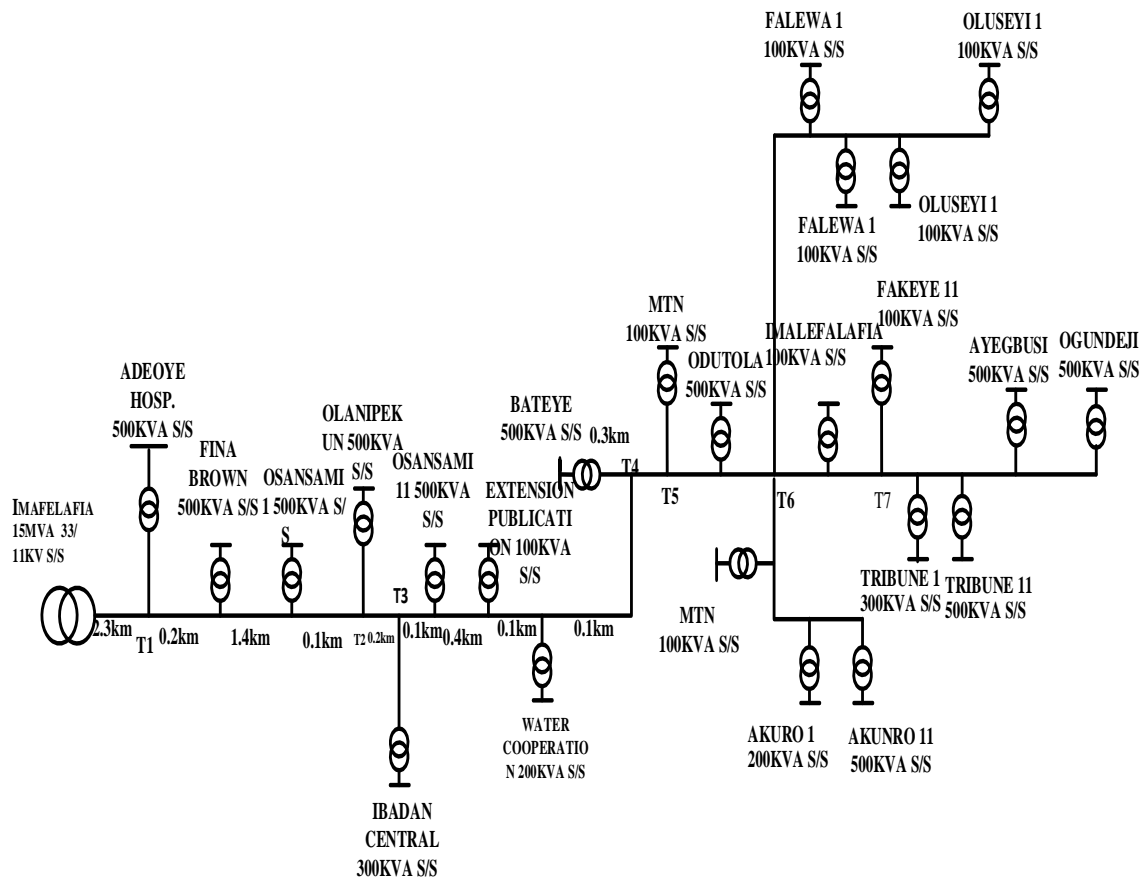 FALEWA 1
100KVA S/S
OLUSEYI 1
100KVA S/S
FALEWA 1
100KVA S/S
OLUSEYI 1
100KVA S/S
MTN
100KVA S/S
FAKEYE 11
100KVA S/S
IMALEFALAFIA
100KVA S/S
ODUTOLA
500KVA S/S
AYEGBUSI
500KVA S/S
OGUNDEJI
500KVA S/S
BATEYE
500KVA S/S
0.3km
T4
T5
T6
T7
ADEOYE
HOSP.
500KVA S/S
FINA
BROWN
500KVA S/S
OSANSAMI
1 500KVA S/
S
OLANIPEK
UN 500KVA
S/S
OSANSAMI
11 500KVA
S/S
EXTENSION
PUBLICATI
ON 100KVA
S/S
IMAFELAFIA
15MVA 33/
11KV S/S
TRIBUNE 1
300KVA S/S
TRIBUNE 11
500KVA S/S
MTN
100KVA S/S
T3
2.3km
T1
0.2km
1.4km
0.1km
T2
0.2km
0.1km
0.4km
0.1km
0.1km
WATER
COOPERATIO
N 200KVA S/S
AKURO 1
200KVA S/S
AKUNRO 11
500KVA S/S
IBADAN
CENTRAL
300KVA S/S